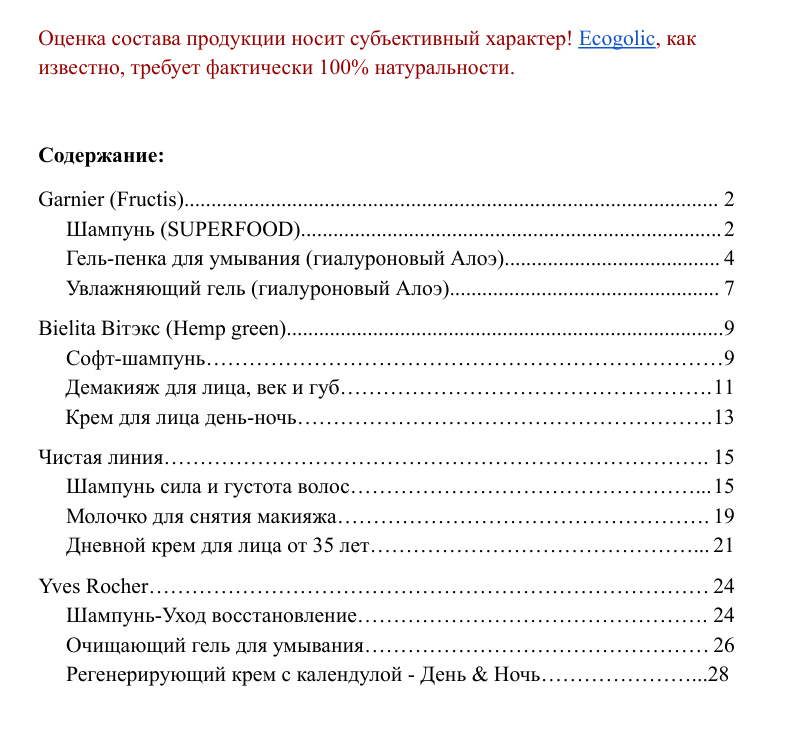 Оценка состава продукции носит субъективный характер! Ecogolic, как
известно, требует фактически 100% натуральности.
Содержание:
Garnier (Fructis)..................................................................................................... 2
Шампунь (SUPERFOOD)...............................................................................2
Гель-пенка для умывания (гиалуроновый Алоэ)........................................ 4
Увлажняющий гель (гиалуроновый Алоэ).................................................. 7
Bielita Вітэкс (Hemp green)..................................................................................9
Софт-шампунь……………………………………………………………9
Демакияж для лица, век и губ………………………………………….11
Крем для лица день-ночь……………………………………………….13
Чистая линия………………………………………………………………. 15
Шампунь сила и густота волос………………………………………... 15
Молочко для снятия макияжа…………………………………………. 19
Дневной крем для лица от 35 лет……………………………………... 21
Yves Rocher………………………………………………………………… 24
Шампунь-Уход восстановление………………………………………. 24
Очищающий гель для умывания……………………………………… 26
Регенерирующий крем с календулой - День & Ночь…………………...28